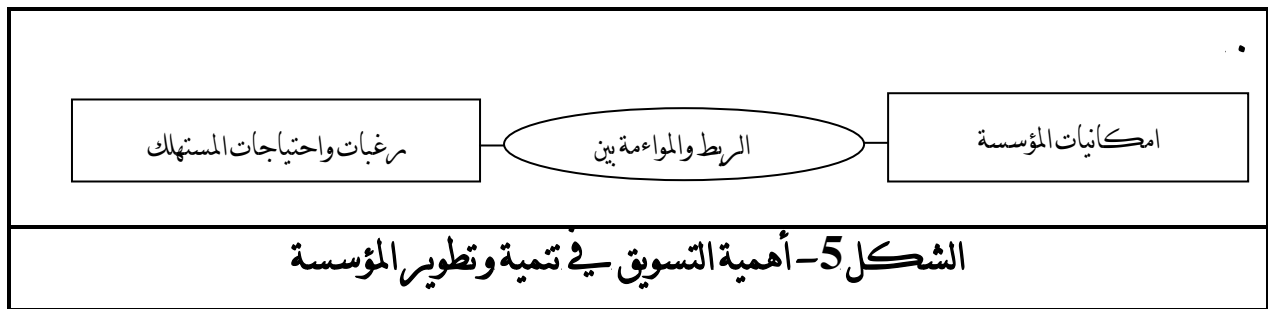 .
امكانيات المؤسسة
الربط والمواءمة بين
رغبات واحتياجات المستهلك
الشكل 5- أهمية التسويق في تنمية وتطوير المؤسسة